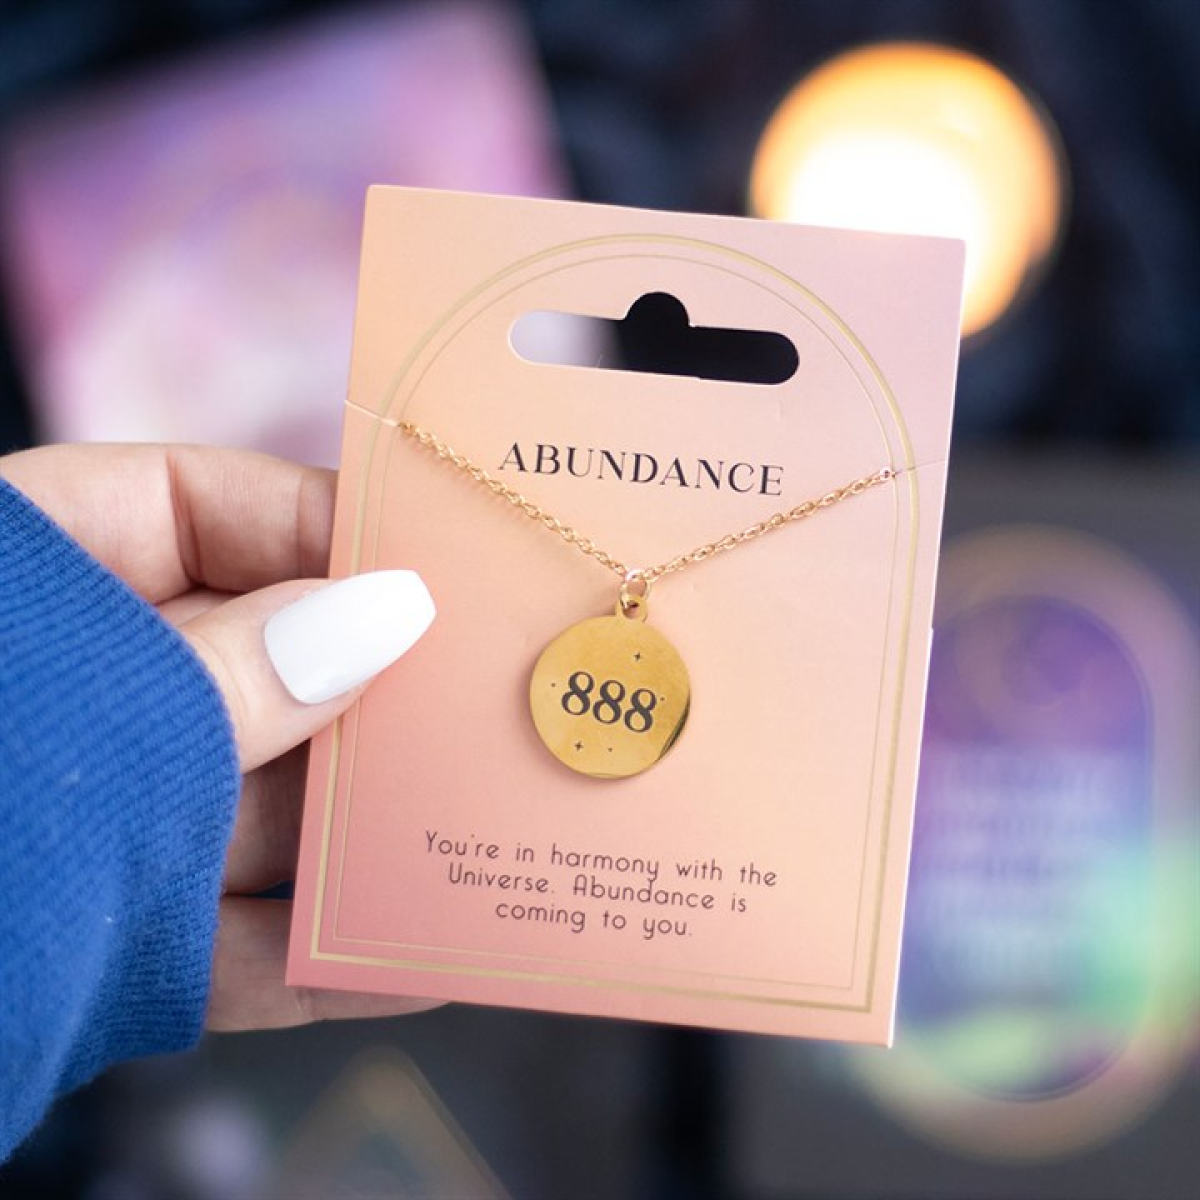 ABUNDANCE
888
You're in harmony with the
Universe. Abundance is
coming to you.